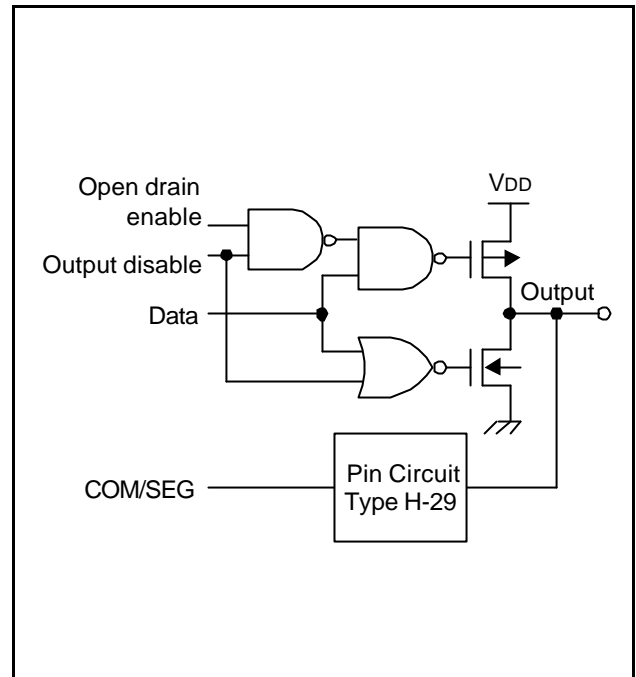 Open drain
enable
Output disable
Data
VDD
Output
COM/SEG
Pin Circuit
Type H-29